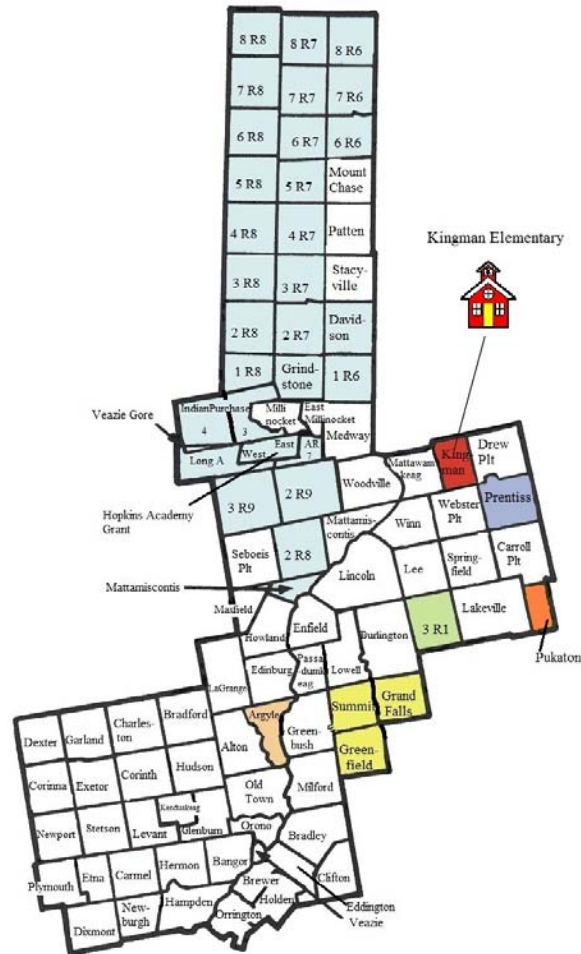 8 R8
8 R7
8 R6
7 R8
7 R7
7 R6
6 R8
6 R7
6 R6
5 R8
5 R7
Mount
Chase
4 R8
4 R7
Patten
Kingman Elementary
3 R8
3 R7
Stacy-
ville
2 R8
2 R7
David-
son
1 R8
Grind-
stone
1 R6
Veazie Gore
IndianPurchase
4
3
Milli
nocket
East
Millinocket
Medway
Long A
West
East
AR
7
Hopkins Academy
Grant
3 R9
2 R9
Woodville
Mattawam
keag
King-
man
Drew
Plt
Prentiss
Mattamis-
contis
Winn
Webster
Plt
Seboeis
Plt
2 R8
Lincoln
Lee
Spring-
field
Carroll
Plt
Mattamiscontis
Maxfield
Howland
Enfield
Burlington
3 R1
Lakeville
Pukaton
Edinburg
Passa-
dumk
eag
Lowell
LaGrange
Argyle
Summit
Grand
Falls
Dexter
Garland
Charles-
ton
Bradford
Alton
Green-
bush
Green-
field
Corinna
Exetor
Corinth
Hudson
Old
Town
Milford
Newport
Stetson
Levant
Kenduskeag
Glenburn
Orono
Bradley
Plymouth
Etna
Carmel
Hermon
Bangor
Clifton
Dixmont
New-
burgh
Hampden
Brewer
Holden
Orrington
Eddington
Veazie